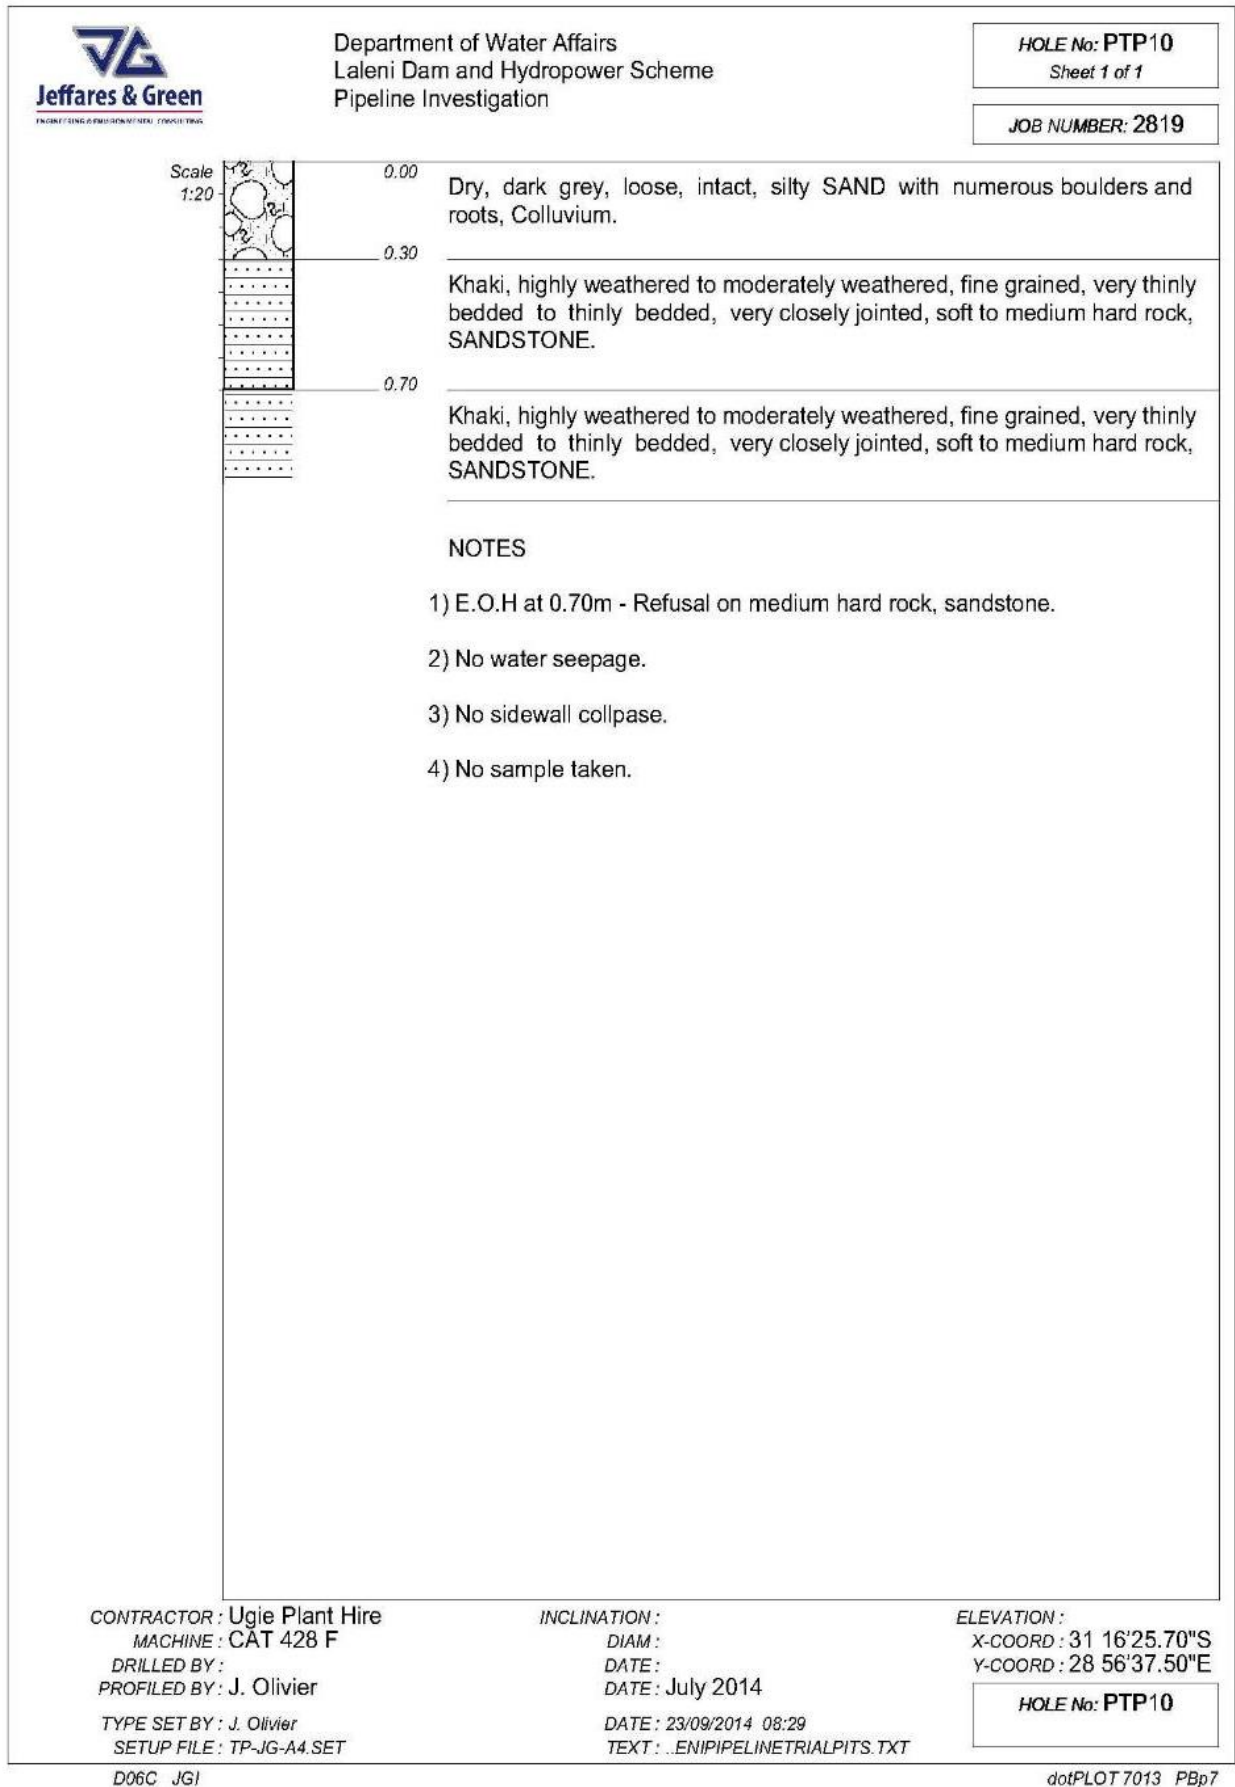 Jeffares & Green
ENGINEERING & ENVIRONMENTAL CONSULTING
Department of Water Affairs
Laleni Dam and Hydropower Scheme
Pipeline Investigation
HOLE No: PTP10
Sheet 1 of 1
JOB NUMBER: 2819
Scale
1:20
0.00
Dry, dark grey, loose, intact, silty SAND with numerous boulders and
roots, Colluvium.
0.30
Khaki, highly weathered to moderately weathered, fine grained, very thinly
bedded to thinly bedded, very closely jointed, soft to medium hard rock,
SANDSTONE.
0.70
Khaki, highly weathered to moderately weathered, fine grained, very thinly
bedded to thinly bedded, very closely jointed, soft to medium hard rock,
SANDSTONE.
NOTES
1) E.O.H at 0.70m - Refusal on medium hard rock, sandstone.
2) No water seepage.
3) No sidewall collpase.
4) No sample taken.
CONTRACTOR : Ugie Plant Hire
MACHINE : CAT 428 F
DRILLED BY :
PROFILED BY : J. Olivier
TYPE SET BY : J. Olivier
SETUP FILE : TP-JG-A4.SET
INCLINATION :
DIAM :
DATE :
DATE : July 2014
DATE : 23/09/2014 08:29
TEXT : ..ENIPIPELINETRIALPITS.TXT
ELEVATION :
X-COORD : 31 16'25.70"S
Y-COORD : 28 56'37.50"E
HOLE No: PTP10
D06C JGI
dotPLOT 7013 PBp7